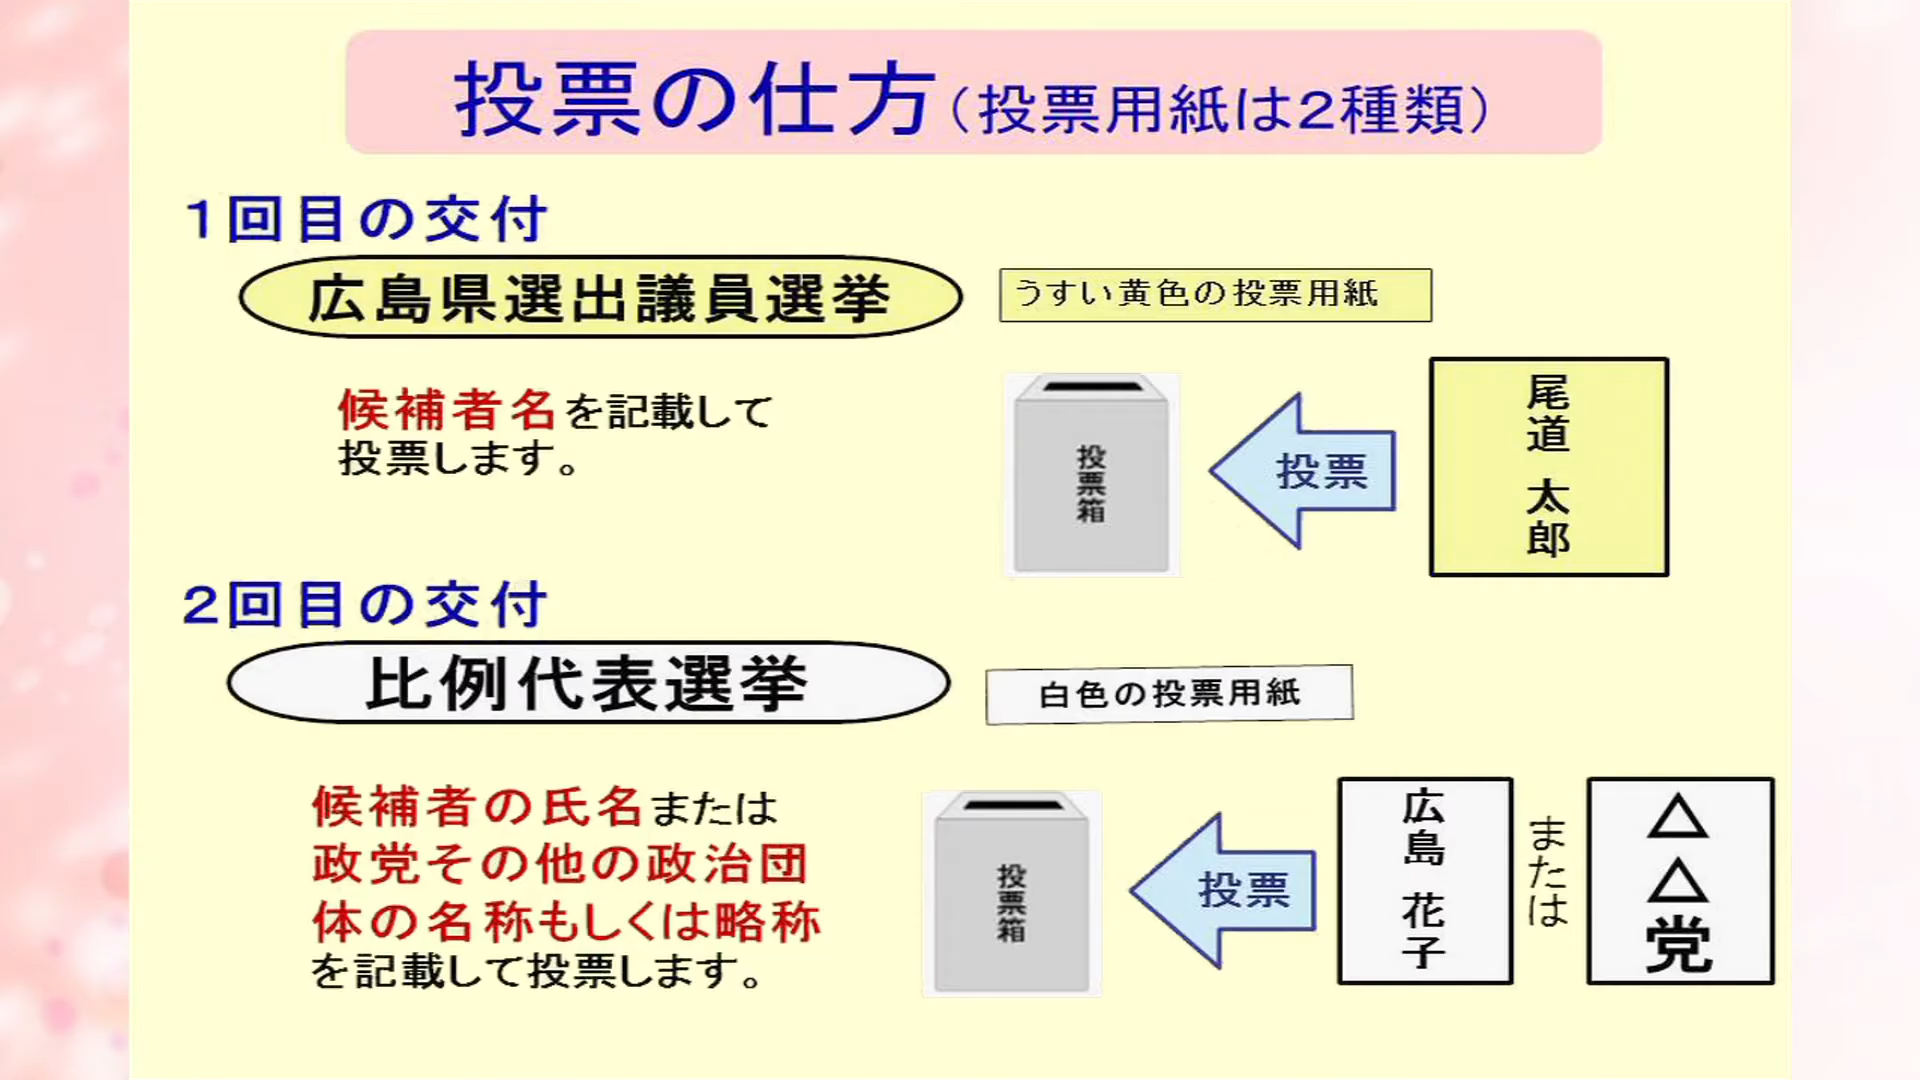 投票の仕方（投票用紙は２種類）
１回目の交付
広島県選出議員選挙
うすい黄色の投票用紙
候補者名を記載して
投票します。
投票箱
投票
尾道 太郎
２回目の交付
比例代表選挙
白色の投票用紙
候補者の氏名または
政党その他の政治団
体の名称もしくは略称
を記載して投票します。
投票箱
投票
広島 花子
または
△△党